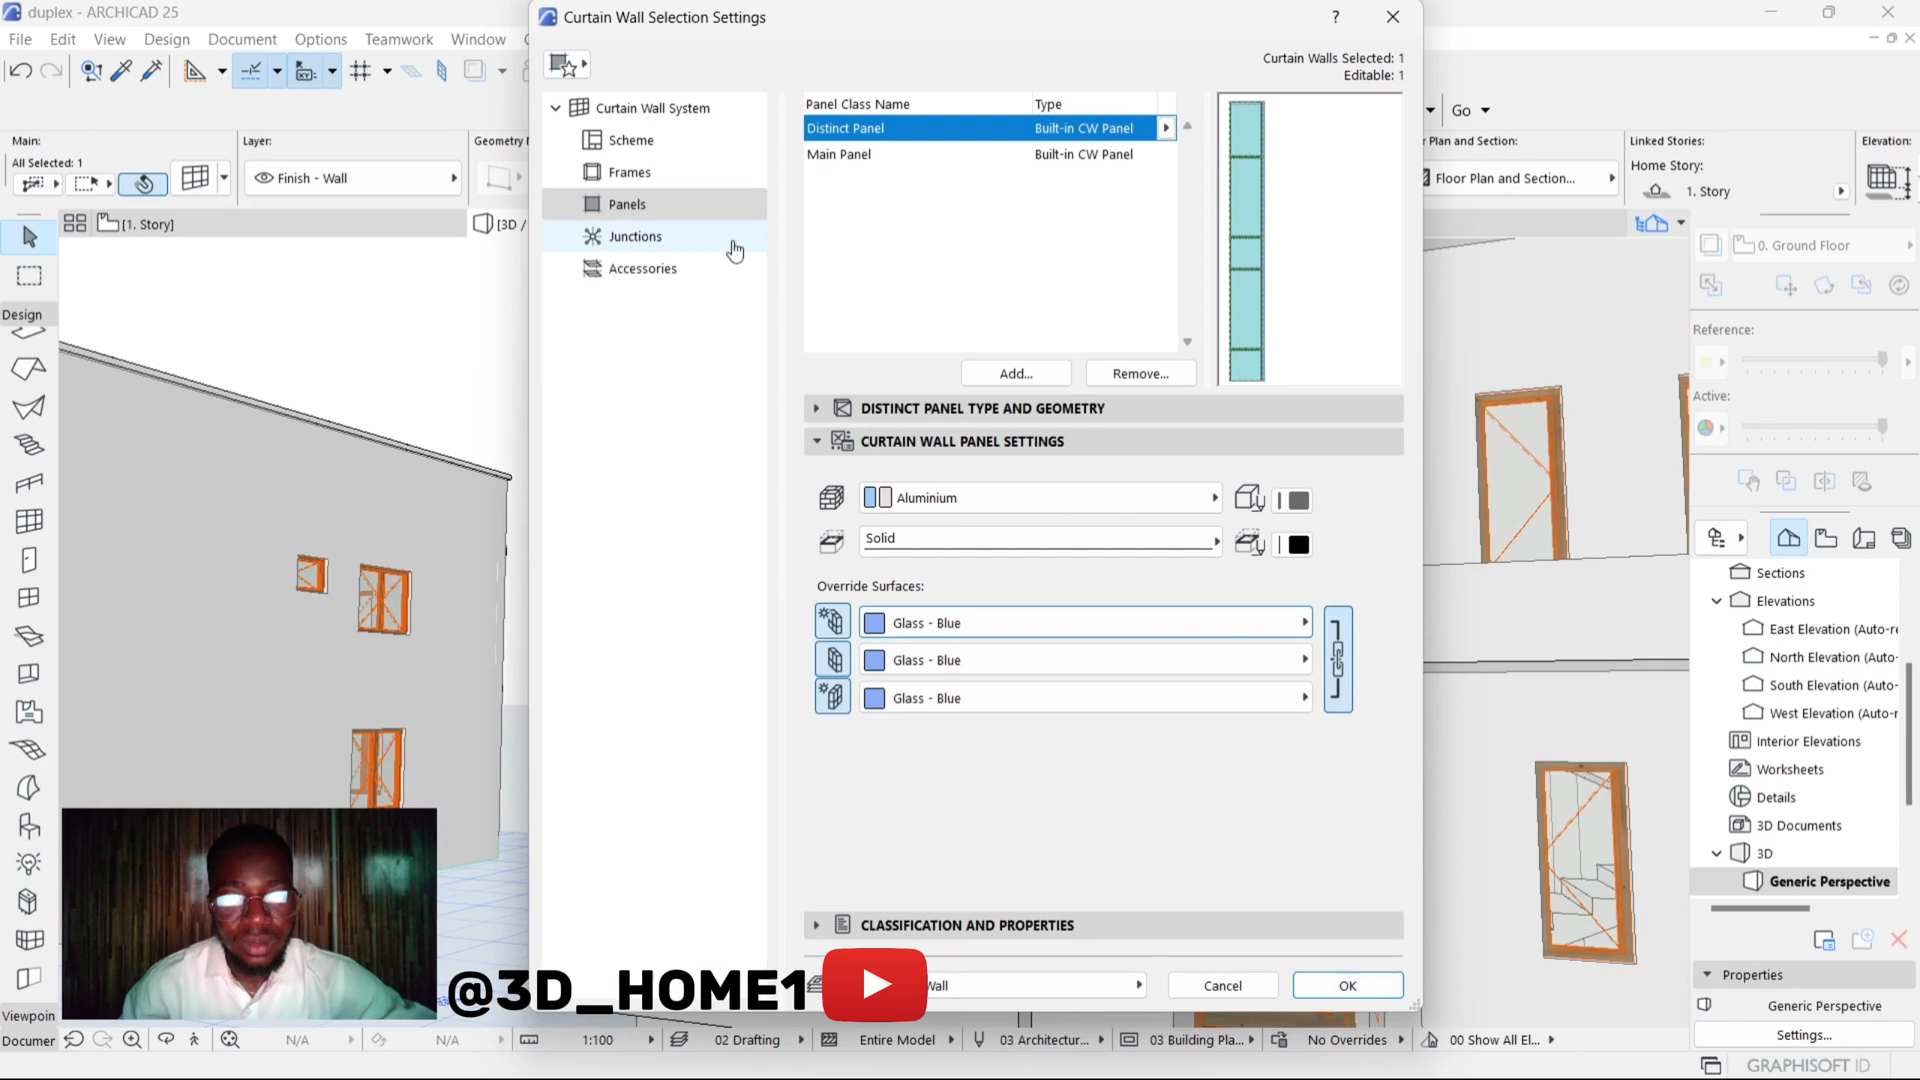 duplex - ARCHICAD 25
File Edit View Design Document Options Teamwork Window
Main:
All Selected: 1
Layer:
Finish - Wall
Geometry
[1. Story]
[3D /
Design
Viewpoin
Documer
Curtain Wall Selection Settings
?
Curtain Walls Selected: 1
Editable: 1
Curtain Wall System
Scheme
Frames
Panels
Junctions
Accessories
Panel Class Name Type
Distinct Panel Built-in CW Panel
Main Panel Built-in CW Panel
Add...
Remove...
DISTINCT PANEL TYPE AND GEOMETRY
CURTAIN WALL PANEL SETTINGS
Aluminium
Solid
Override Surfaces:
Glass - Blue
Glass - Blue
Glass - Blue
CLASSIFICATION AND PROPERTIES
Wall
Cancel
OK
@3D_HOME1
Go
Plan and Section:
Floor Plan and Section...
Linked Stories:
Home Story:
1. Story
Elevation:
0. Ground Floor
Reference:
Active:
Sections
Elevations
East Elevation (Auto-re
North Elevation (Auto-
South Elevation (Auto-
West Elevation (Auto-r
Interior Elevations
Worksheets
Details
3D Documents
3D
Generic Perspective
Properties
Generic Perspective
Settings...
N/A
N/A
1:100
02 Drafting
Entire Model
03 Architectur...
03 Building Pla...
No Overrides
00 Show All El...
GRAPHISOFT ID